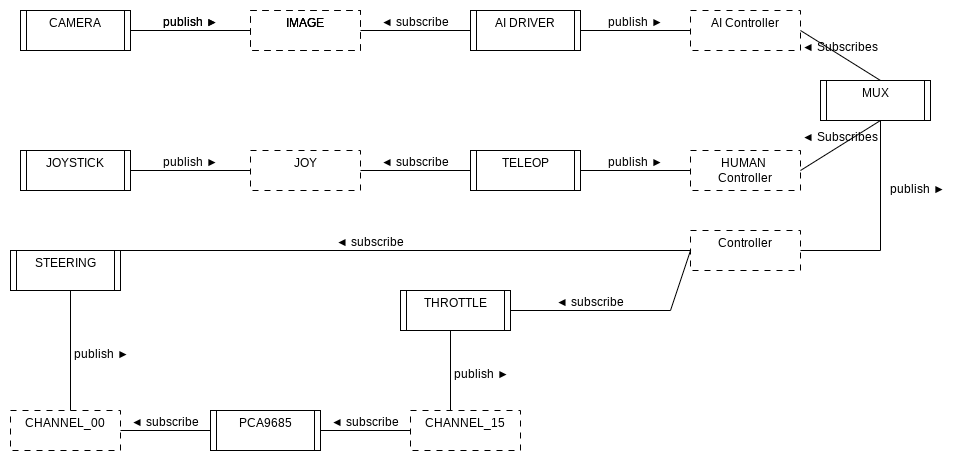 CAMERA
publish ►
IMAGE
◄ subscribe
AI DRIVER
publish ►
AI Controller
◄ Subscribes
MUX
◄ Subscribes
JOYSTICK
publish ►
JOY
◄ subscribe
TELEOP
publish ►
HUMAN
Controller
publish ►
◄ subscribe
Controller
STEERING
THROTTLE
◄ subscribe
publish ►
publish ►
CHANNEL_00
◄ subscribe
PCA9685
◄ subscribe
CHANNEL_15